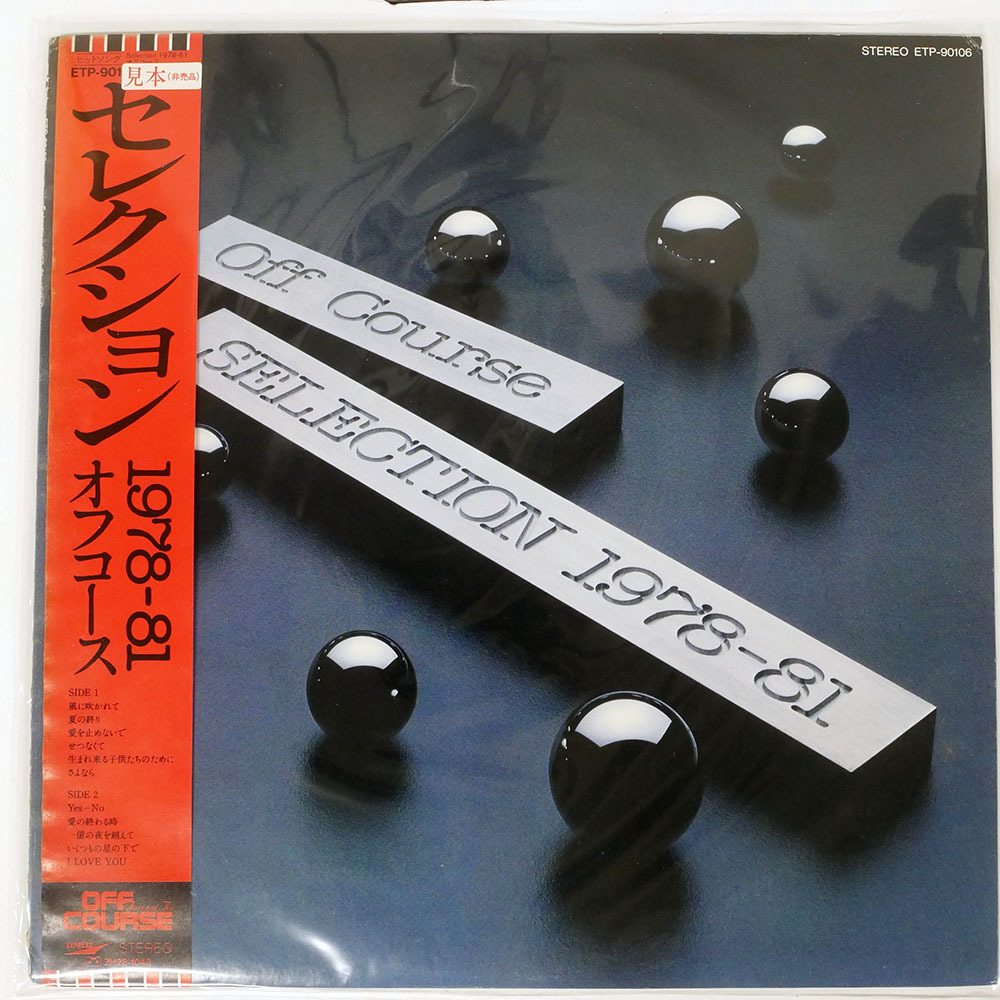 ヒットソング
Selection 1978-81
ETP-901
見本(非売品)
STEREO ETP-90106
セレクション
1978-81
オフコース
Off Course
SELECTION 1978-81.
SIDE 1
風に吹かれて
夏の終り
愛を止めないで
せつなくて
生まれ来る子供たちのために
さよなら
SIDE 2
Yes-No
愛の終わる時
一億の夜を越えて
いくつもの星の下で
I LOVE YOU
OFF
COURSE
EXPRESS
STEREO